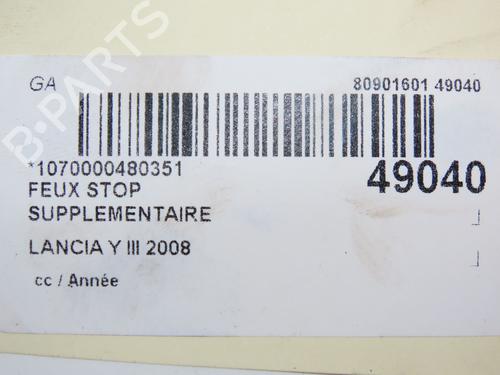 GA 80901601 49040
*1070000480351 49040
FEUX STOP
SUPPLEMENTAIRE
LANCIA Y III 2008
cc / Année
B-PARTS